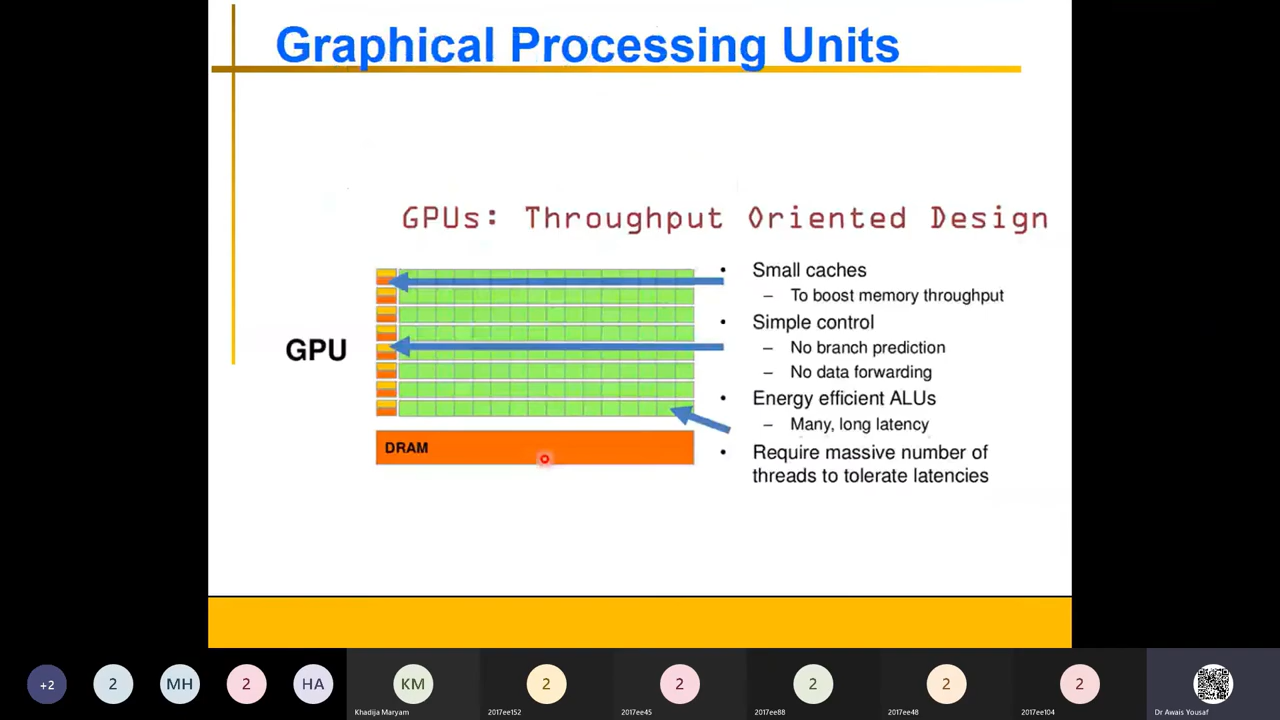 Graphical Processing Units
GPUs: Throughput Oriented Design
GPU
DRAM
• Small caches
– To boost memory throughput
• Simple control
– No branch prediction
– No data forwarding
• Energy efficient ALUs
– Many, long latency
• Require massive number of
threads to tolerate latencies
+2
2
MH
2
HA
KM
Khadija Maryam
2
2017ee152
2
2017ee45
2
2017ee88
2
2017ee48
2
2017ee104
Dr Awais Yousaf